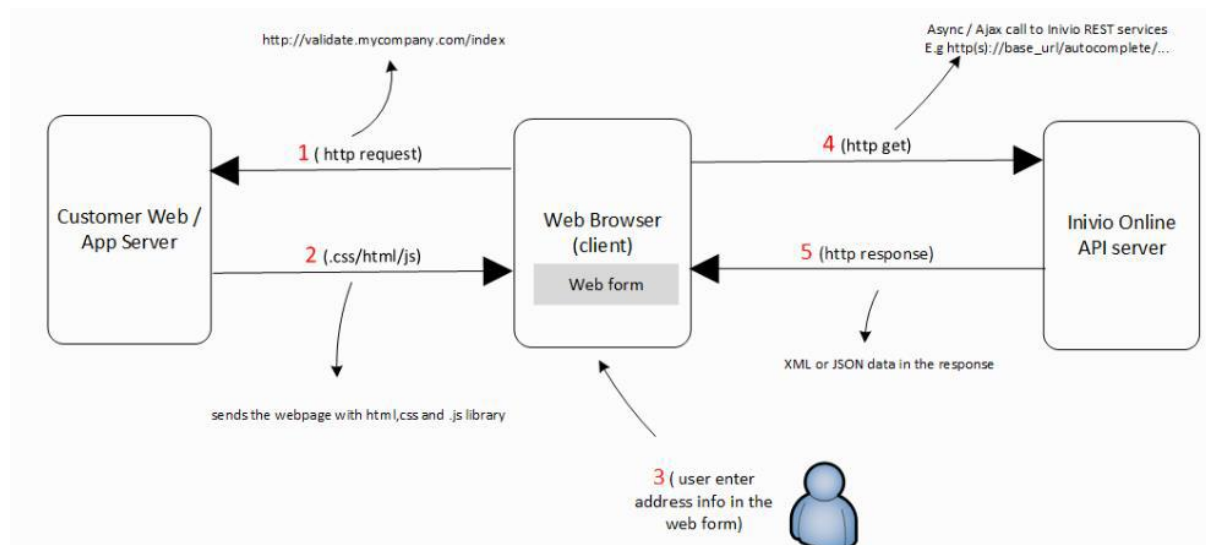 http://validate.mycompany.com/index
Async / Ajax call to Inivio REST services
E.g http(s)://base_url/autocomplete/...
1 ( http request)
4 (http get)
Customer Web /
App Server
Web Browser
(client)
Web form
Inivio Online
API server
2 (.css/html/js)
5 (http response)
XML or JSON data in the response
sends the webpage with html,css and .js library
3 ( user enter
address info in the
web form)